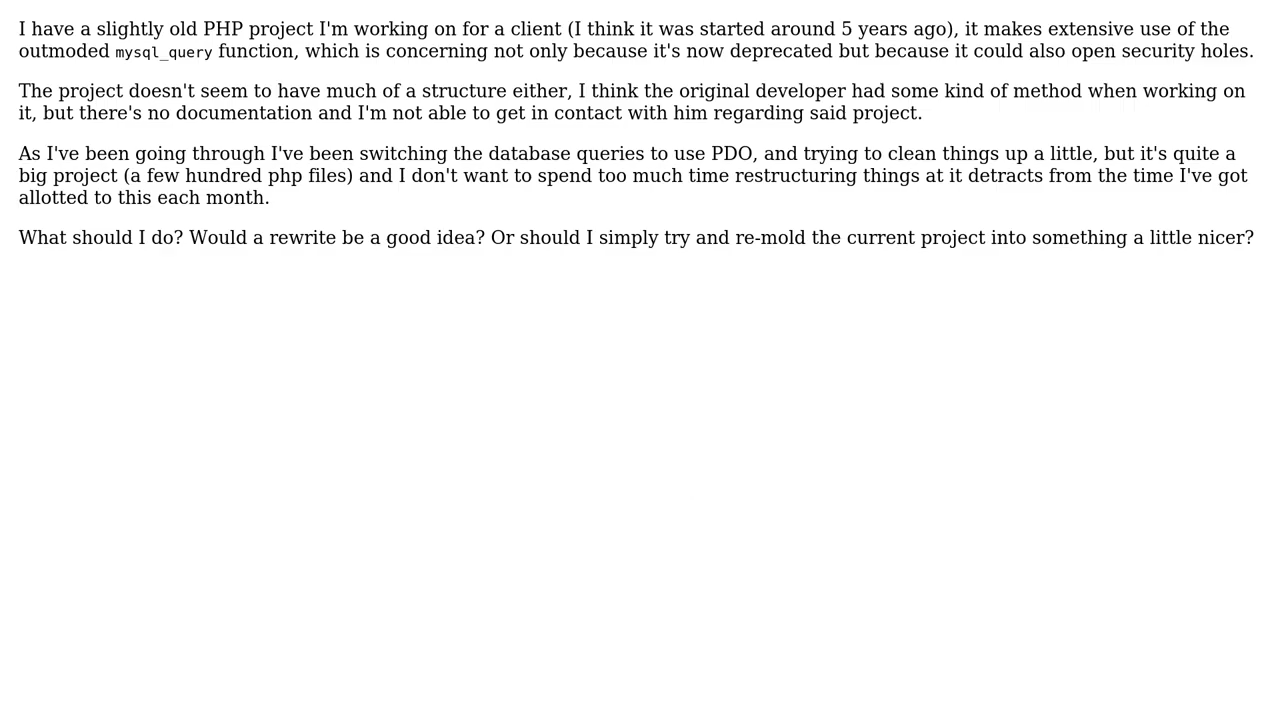 I have a slightly old PHP project I'm working on for a client (I think it was started around 5 years ago), it makes extensive use of the
outmoded mysql_query function, which is concerning not only because it's now deprecated but because it could also open security holes.
The project doesn't seem to have much of a structure either, I think the original developer had some kind of method when working on
it, but there's no documentation and I'm not able to get in contact with him regarding said project.
As I've been going through I've been switching the database queries to use PDO, and trying to clean things up a little, but it's quite a
big project (a few hundred php files) and I don't want to spend too much time restructuring things at it detracts from the time I've got
allotted to this each month.
What should I do? Would a rewrite be a good idea? Or should I simply try and re-mold the current project into something a little nicer?